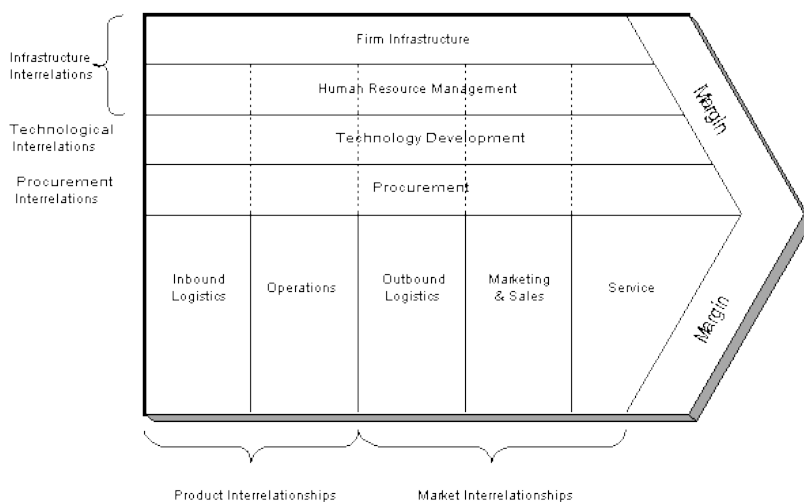 Firm Infrastructure
Infrastructure
Interrelations
Human Resource Management
Technological
Interrelations
Technology Development
Procurement
Interrelations
Procurement
Margin
Inbound
Logistics
Operations
Outbound
Logistics
Marketing
& Sales
Service
Margin
Product Interrelationships
Market Interrelationships